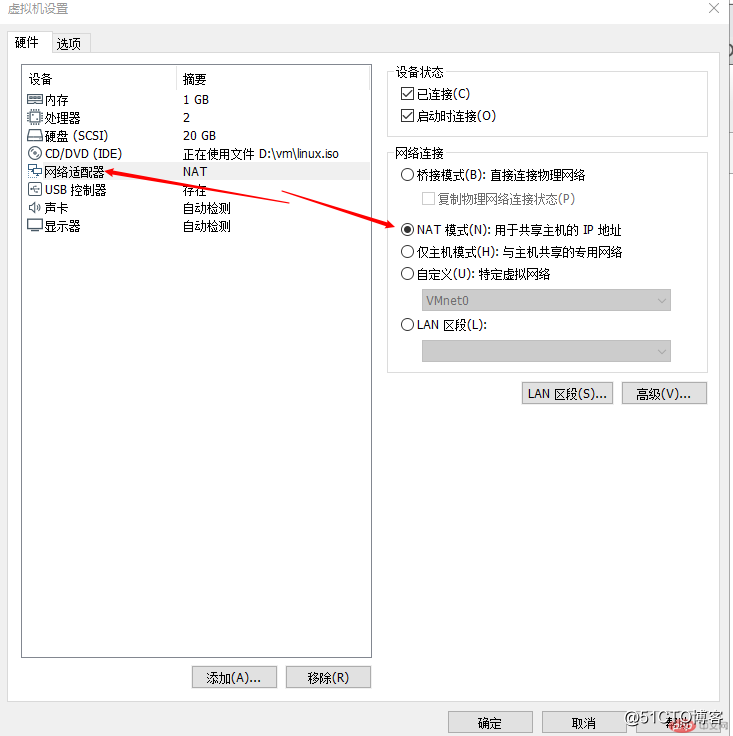 虚拟机设置
硬件 选项
设备 摘要
内存 1 GB
处理器 2
硬盘 (SCSI) 20 GB
CD/DVD (IDE) 正在使用文件 D:\vm\linux.iso
网络适配器 NAT
USB 控制器 存在
声卡 自动检测
显示器 自动检测
添加(A)... 移除(R)
设备状态
已连接(C)
启动时连接(O)
网络连接
桥接模式(B): 直接连接物理网络
复制物理网络连接状态(P)
NAT 模式(N): 用于共享主机的 IP 地址
仅主机模式(H): 与主机共享的专用网络
自定义(U): 特定虚拟网络
VMnet0
LAN 区段(L):
LAN 区段(S)... 高级(V)...
确定 取消
@51CTO博客